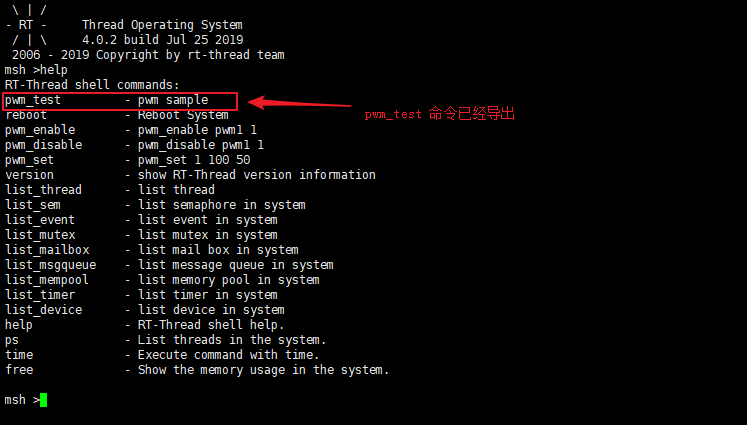 \ | /
- RT -     Thread Operating System
 / | \     4.0.2 build Jul 25 2019
 2006 - 2019 Copyright by rt-thread team
msh >help
RT-Thread shell commands:
pwm_test         - pwm sample
pwm_test 命令已经导出
reboot           - Reboot System
pwm_enable       - pwm_enable pwm1 1
pwm_disable      - pwm_disable pwm1 1
pwm_set          - pwm_set 1 100 50
version          - show RT-Thread version information
list_thread      - list thread
list_sem         - list semaphore in system
list_event       - list event in system
list_mutex       - list mutex in system
list_mailbox     - list mail box in system
list_msgqueue    - list message queue in system
list_mempool     - list memory pool in system
list_timer       - list timer in system
list_device      - list device in system
help             - RT-Thread shell help.
ps               - List threads in the system.
time             - Execute command with time.
free             - Show the memory usage in the system.
msh >